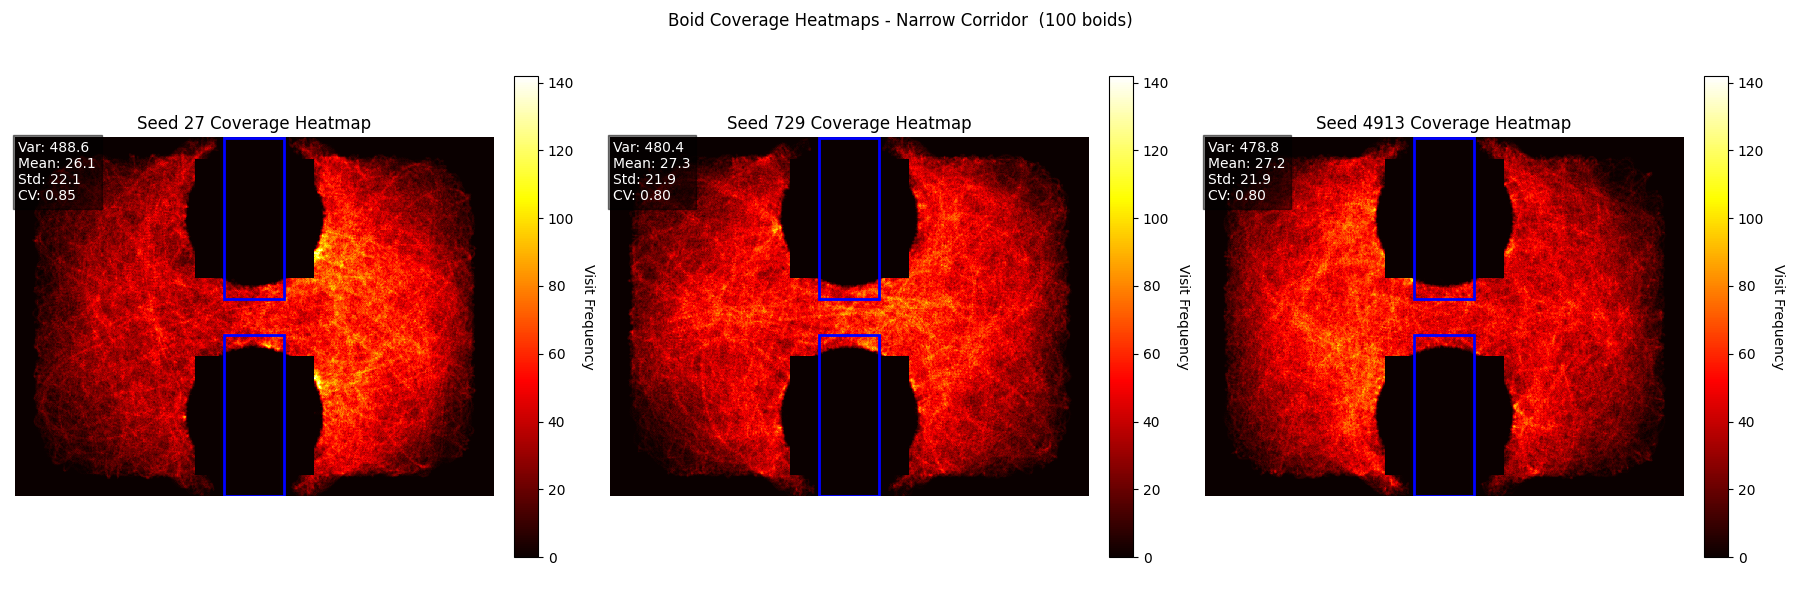 Boid Coverage Heatmaps - Narrow Corridor  (100 boids)
Seed 27 Coverage Heatmap
Var: 488.6
Mean: 26.1
Std: 22.1
CV: 0.85
140
120
100
80
60
40
20
0
Visit Frequency
Seed 729 Coverage Heatmap
Var: 480.4
Mean: 27.3
Std: 21.9
CV: 0.80
140
120
100
80
60
40
20
0
Visit Frequency
Seed 4913 Coverage Heatmap
Var: 478.8
Mean: 27.2
Std: 21.9
CV: 0.80
140
120
100
80
60
40
20
0
Visit Frequency